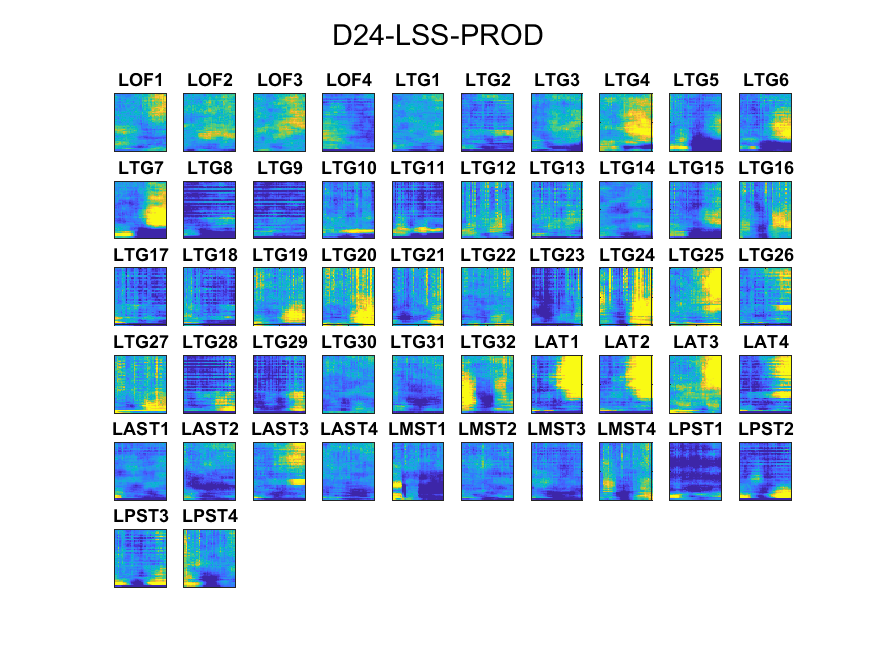 D24-LSS-PROD
LOF1 LOF2 LOF3 LOF4 LTG1 LTG2 LTG3 LTG4 LTG5 LTG6
LTG7 LTG8 LTG9 LTG10 LTG11 LTG12 LTG13 LTG14 LTG15 LTG16
LTG17 LTG18 LTG19 LTG20 LTG21 LTG22 LTG23 LTG24 LTG25 LTG26
LTG27 LTG28 LTG29 LTG30 LTG31 LTG32 LAT1 LAT2 LAT3 LAT4
LAST1 LAST2 LAST3 LAST4 LMST1 LMST2 LMST3 LMST4 LPST1 LPST2
LPST3 LPST4